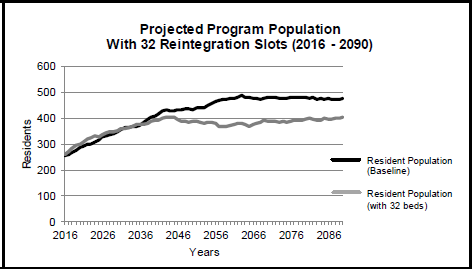 Projected Program Population
With 32 Reintegration Slots (2016 - 2090)
600
500
400
300
200
100
0
Residents
2016 2026 2036 2046 2056 2066 2076 2086
Years
Resident Population
(Baseline)
Resident Population
(with 32 beds)